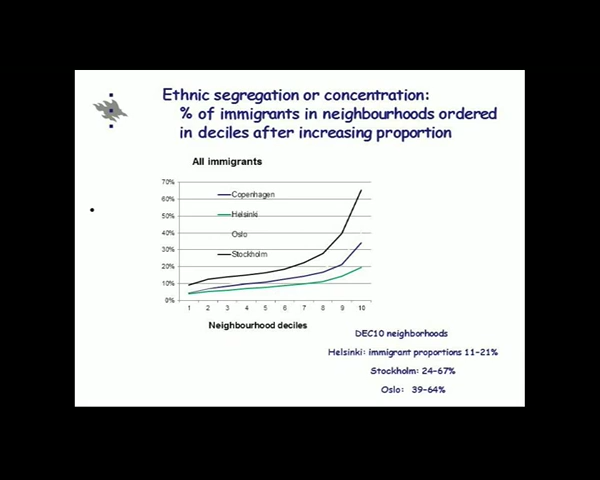 Ethnic segregation or concentration:
% of immigrants in neighbourhoods ordered
in deciles after increasing proportion
All immigrants
70%
60%
50%
40%
30%
20%
10%
0%
Copenhagen
Helsinki
Oslo
Stockholm
1 2 3 4 5 6 7 8 9 10
Neighbourhood deciles
DEC10 neighborhoods
Helsinki: immigrant proportions 11-21%
Stockholm: 24-67%
Oslo: 39-64%